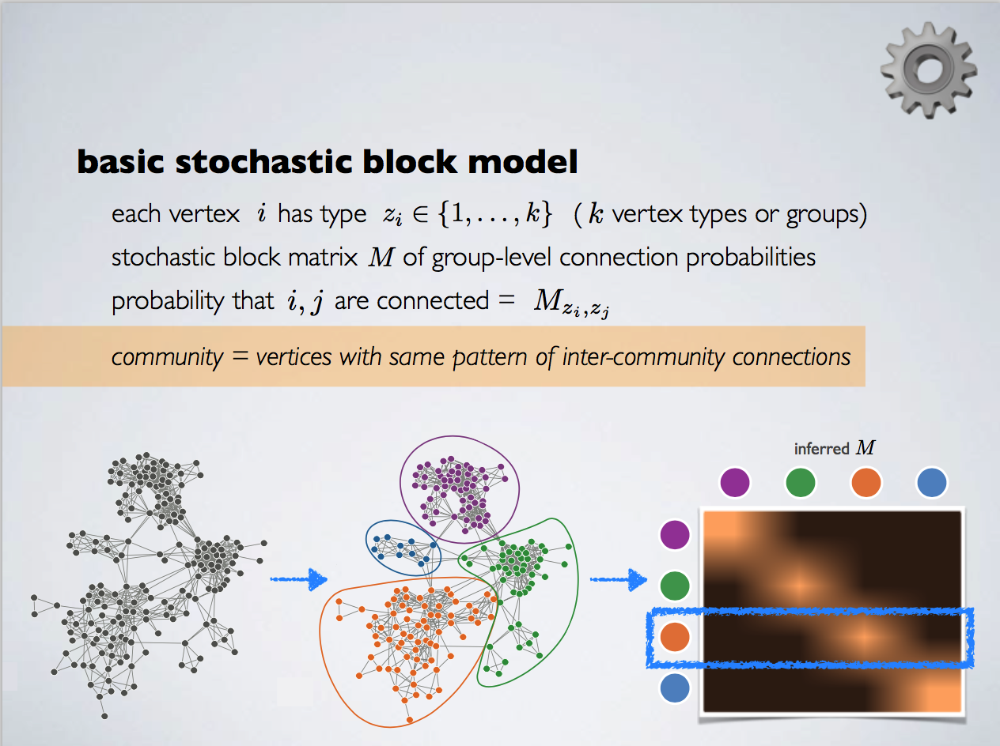 basic stochastic block model
each vertex i has type z_i ∈ {1, . . . , k} ( k vertex types or groups)
stochastic block matrix M of group-level connection probabilities
probability that i, j are connected = M_{z_i,z_j}
community = vertices with same pattern of inter-community connections
inferred M